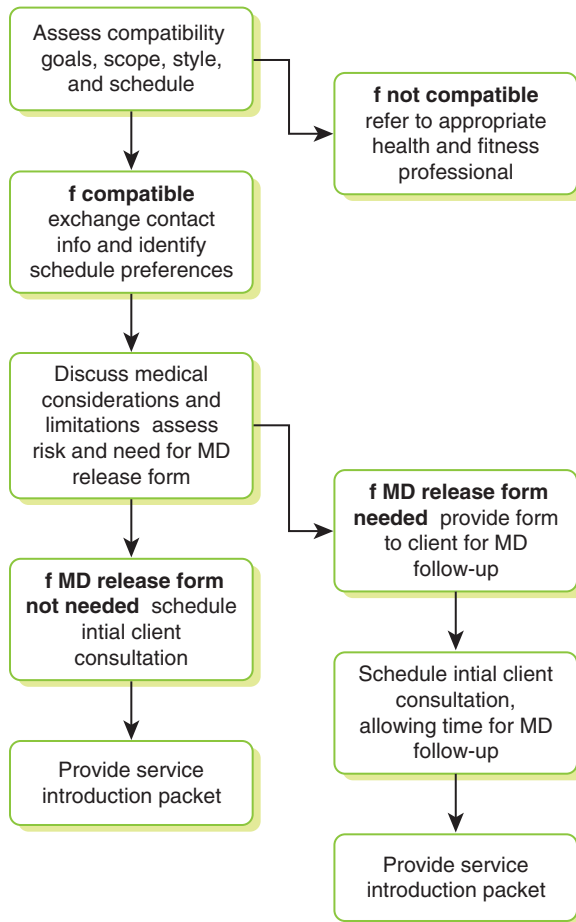 Assess compatibility
goals, scope, style,
and schedule
f not compatible
refer to appropriate
health and fitness
professional
f compatible
exchange contact
info and identify
schedule preferences
Discuss medical
considerations and
limitations assess
risk and need for MD
release form
f MD release form
needed provide form
to client for MD
follow-up
f MD release form
not needed schedule
intial client
consultation
Schedule intial client
consultation,
allowing time for MD
follow-up
Provide service
introduction packet
Provide service
introduction packet